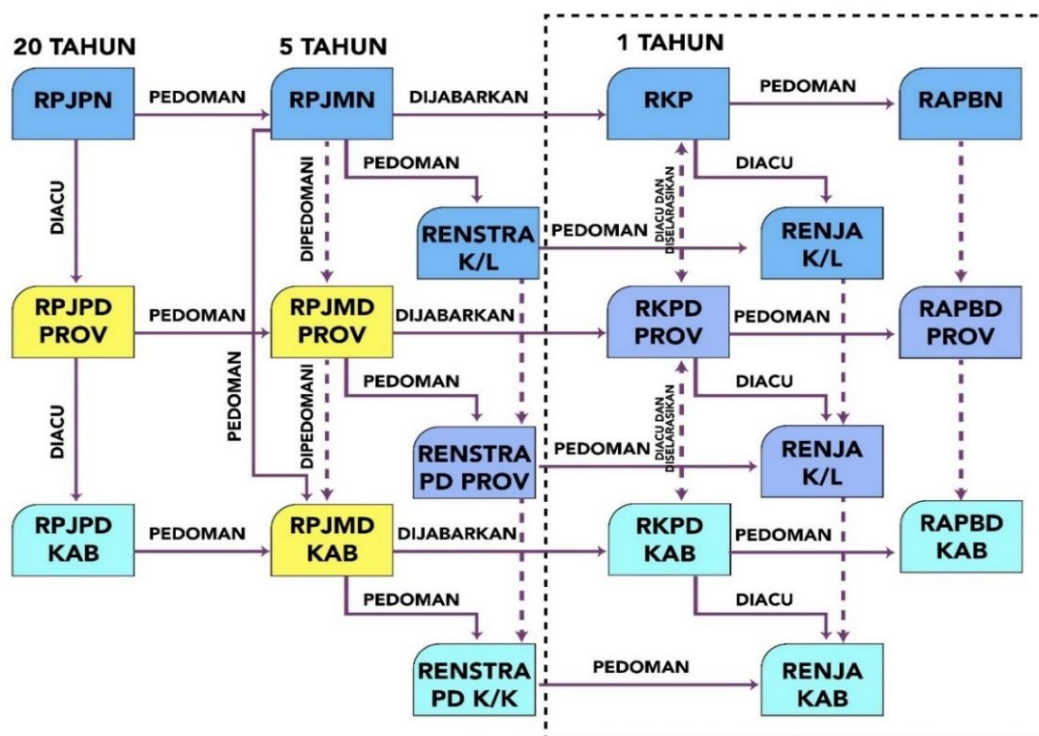 20 TAHUN
5 TAHUN
1 TAHUN
RPJPN
PEDOMAN
RPJMN
DIJABARKAN
RKP
PEDOMAN
RAPBN
DIACU
DIPEDOMANI
PEDOMAN
DIACU DAN
DISELARASIKAN
DIACU
RENSTRA
K/L
PEDOMAN
RENJA
K/L
RPJPD
PROV
PEDOMAN
RPJMD
PROV
DIJABARKAN
RKPD
PROV
PEDOMAN
RAPBD
PROV
DIACU
PEDOMAN
DIPEDOMANI
PEDOMAN
DIACU DAN
DISELARASIKAN
DIACU
RENSTRA
PD PROV
PEDOMAN
RENJA
K/L
RPJPD
KAB
PEDOMAN
RPJMD
KAB
DIJABARKAN
RKPD
KAB
PEDOMAN
RAPBD
KAB
PEDOMAN
DIACU
RENSTRA
PD K/K
PEDOMAN
RENJA
KAB